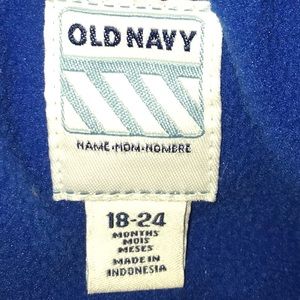 OLD NAVY
NAME·NOM·NOMBRE
18-24
MONTHS
MOIS
MESES
MADE IN
INDONESIA